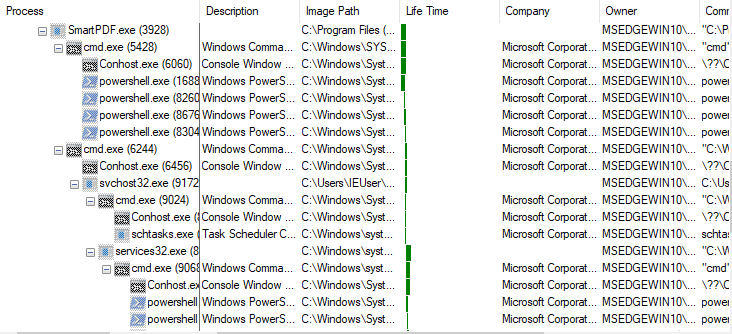 Process Description Image Path Life Time Company Owner Comm
SmartPDF.exe (3928) C:\Program Files ( MSEDGEWIN10\... "C:\P
cmd.exe (5428) Windows Comma... C:\Windows\SYS... Microsoft Corporat... MSEDGEWIN10\... "cmd"
Conhost.exe (6060) Console Window ... C:\Windows\syst... Microsoft Corporat... MSEDGEWIN10\... \??\C
powershell.exe (1688 Windows PowerS... C:\Windows\Syst... Microsoft Corporat... MSEDGEWIN10\... power
powershell.exe (8260 Windows PowerS... C:\Windows\Syst... Microsoft Corporat... MSEDGEWIN10\... power
powershell.exe (8676 Windows PowerS... C:\Windows\Syst... Microsoft Corporat... MSEDGEWIN10\... power
powershell.exe (8304 Windows PowerS... C:\Windows\Syst... Microsoft Corporat... MSEDGEWIN10\... power
cmd.exe (6244) Windows Comma... C:\Windows\Syst... Microsoft Corporat... MSEDGEWIN10\... "C:\W
Conhost.exe (6456) Console Window ... C:\Windows\Syst... Microsoft Corporat... MSEDGEWIN10\... \??\C
svchost32.exe (9172 C:\Users\IEUser\... MSEDGEWIN10\... C:\Us
cmd.exe (9024) Windows Comma... C:\Windows\Syst... Microsoft Corporat... MSEDGEWIN10\... "C:\W
Conhost.exe (8 Console Window ... C:\Windows\Syst... Microsoft Corporat... MSEDGEWIN10\... \??\C
schtasks.exe ( Task Scheduler C... C:\Windows\syst... Microsoft Corporat... MSEDGEWIN10\... schta
services32.exe (8 C:\Windows\syst... MSEDGEWIN10\... "C:\W
cmd.exe (9068 Windows Comma... C:\Windows\syst... Microsoft Corporat... MSEDGEWIN10\... "cmd"
Conhost.ex Console Window ... C:\Windows\syst... Microsoft Corporat... MSEDGEWIN10\... \??\C
powershell Windows PowerS... C:\Windows\Syst... Microsoft Corporat... MSEDGEWIN10\... power
powershell Windows PowerS... C:\Windows\Syst... Microsoft Corporat... MSEDGEWIN10\... power